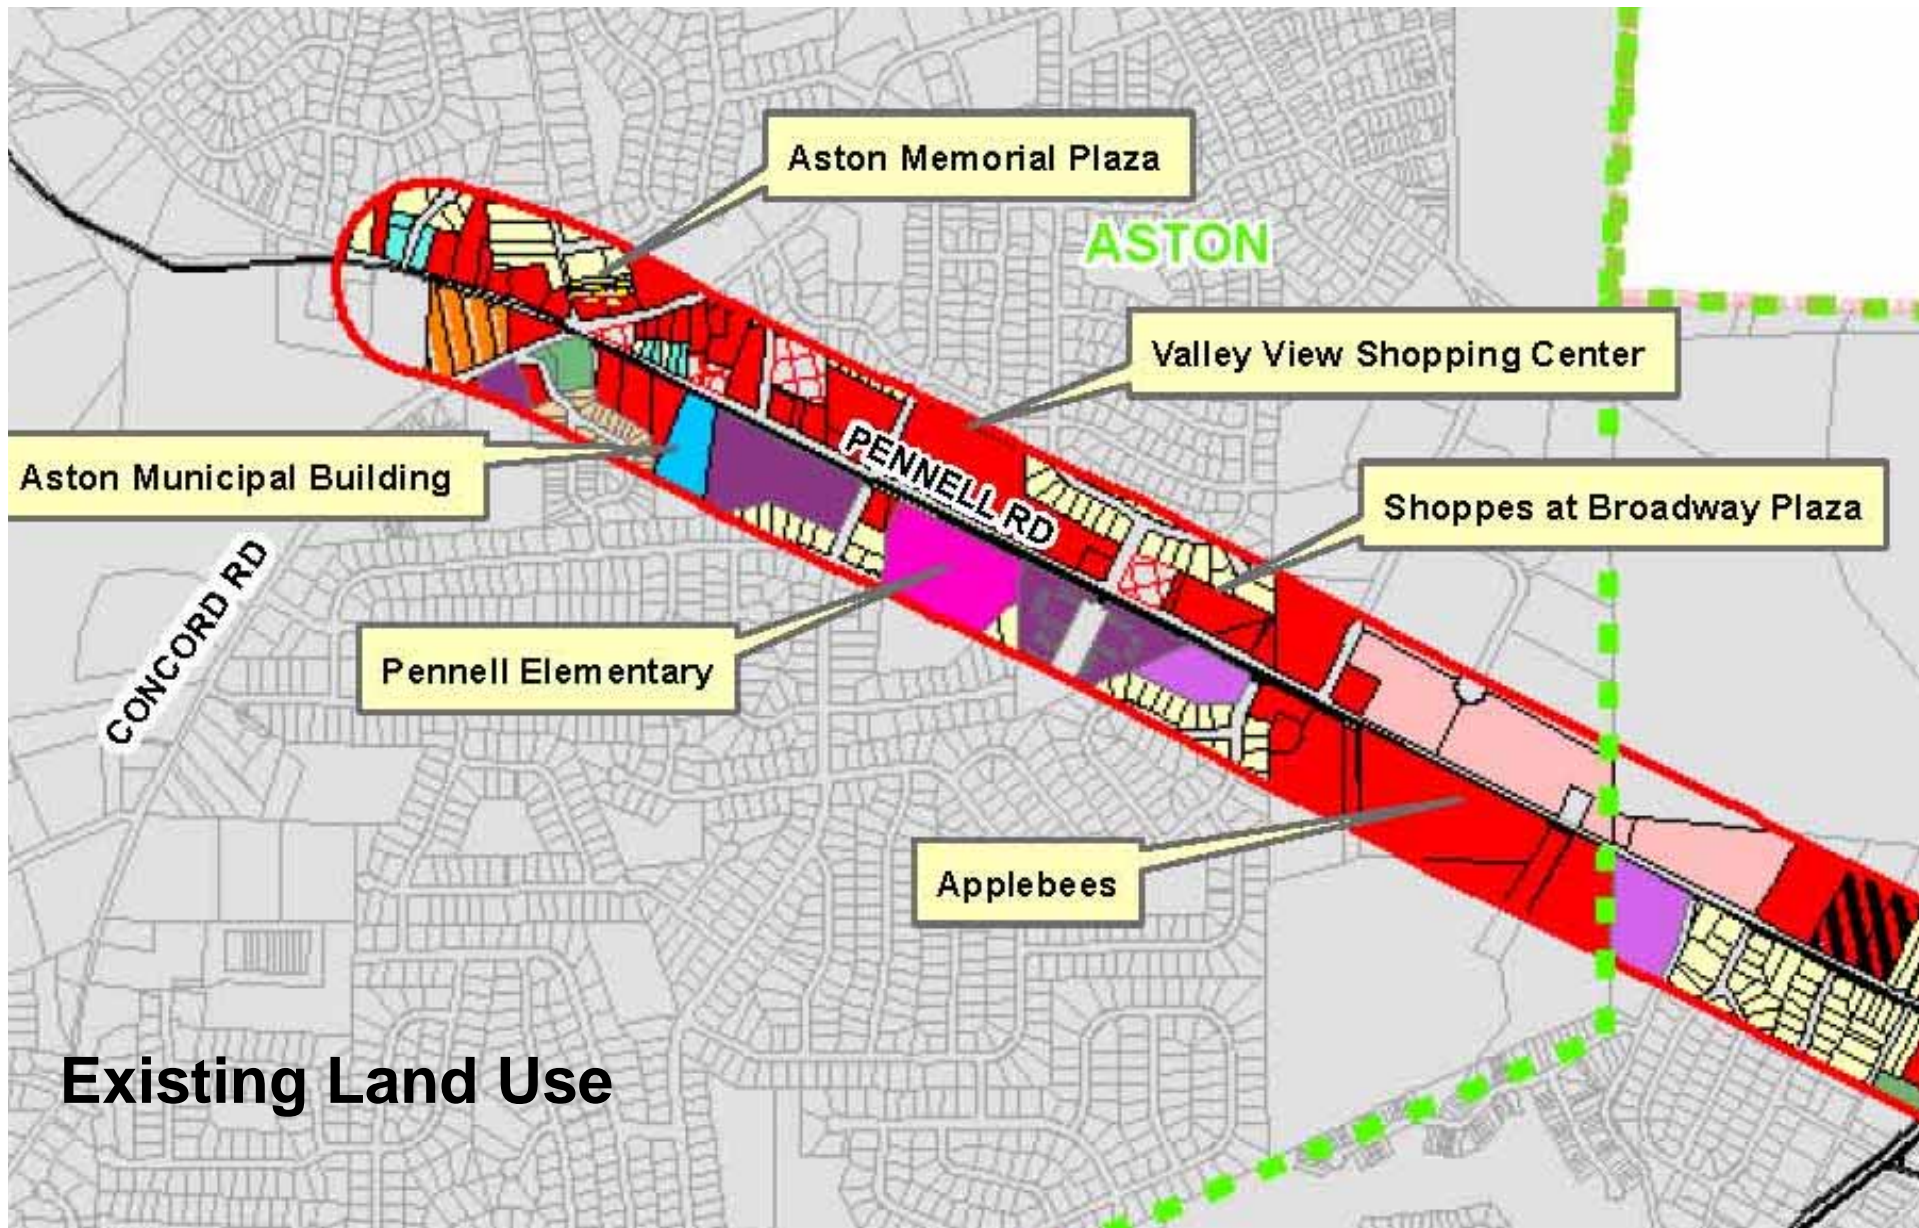 Aston Memorial Plaza
ASTON
Valley View Shopping Center
PENNELL RD
Aston Municipal Building
Shoppes at Broadway Plaza
CONCORD RD
Pennell Elementary
Applebees
Existing Land Use